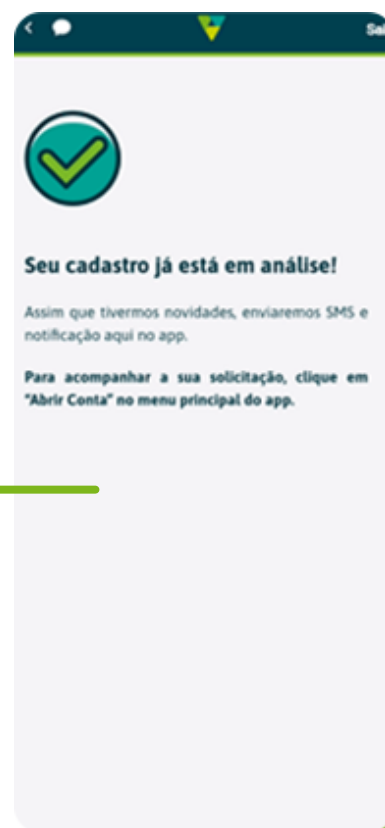 Sai
Seu cadastro já está em análise!
Assim que tivermos novidades, enviaremos SMS e
notificação aqui no app.
Para acompanhar a sua solicitação, clique em
"Abrir Conta" no menu principal do app.